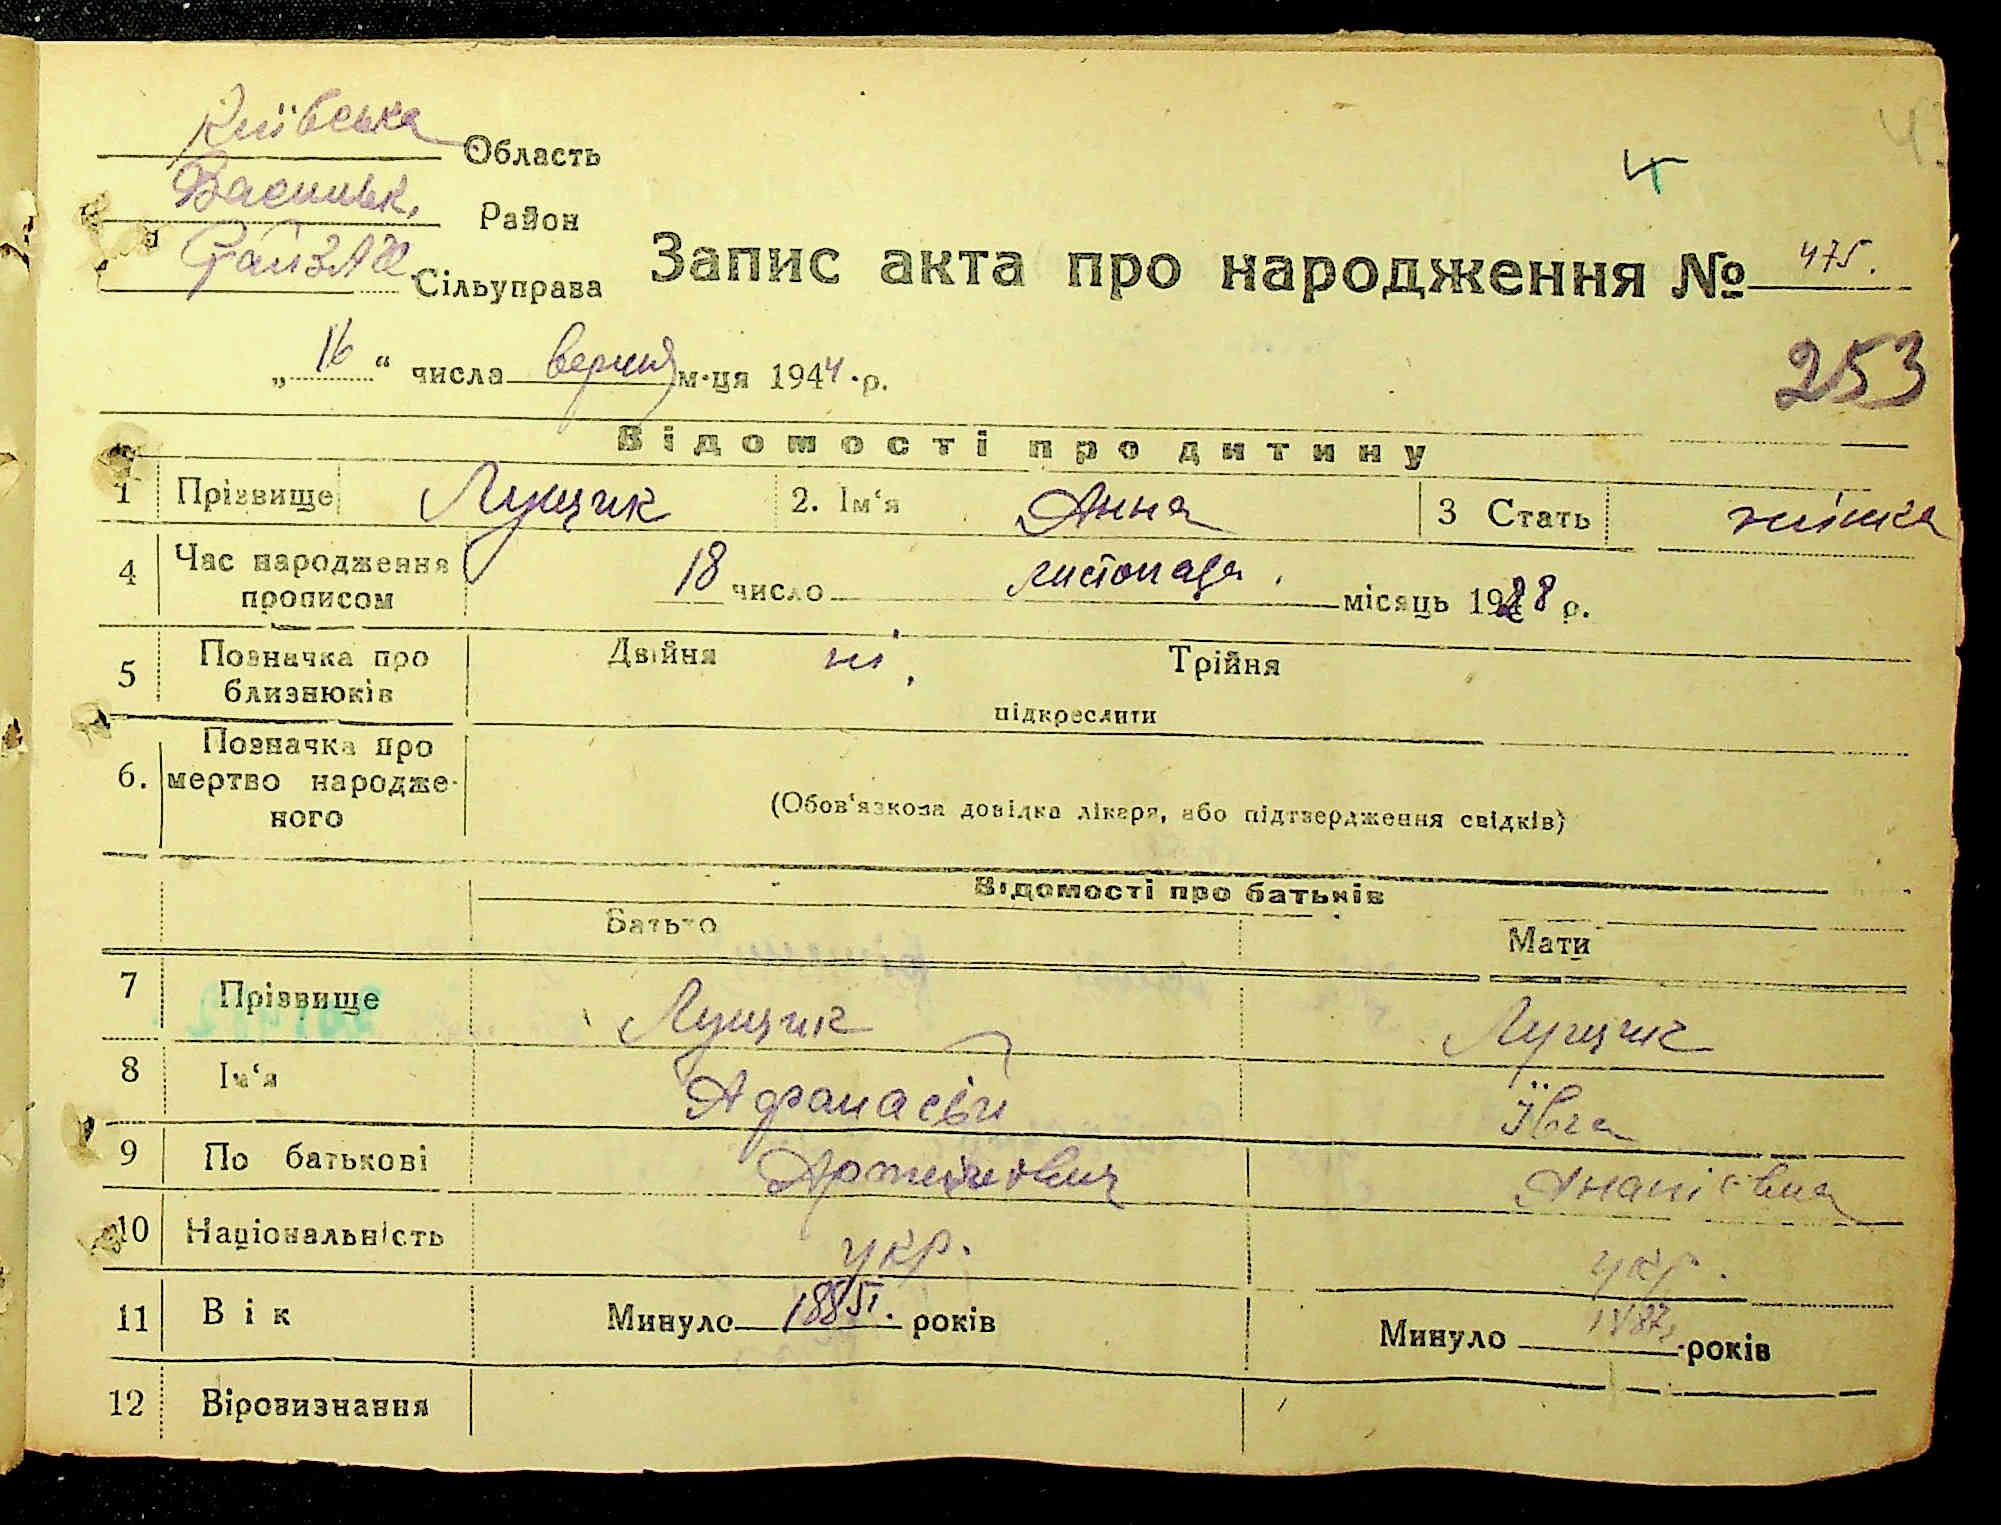 Київська Область
Васильк. Район
РайЗАГС Сільуправа
4
Запис акта про народження № 475.
„ 16 “ числа вересня м-ця 1944 р.
253
Відомості про дитину
1 Прізвище Лущик 2. Ім‘я Анна 3 Стать жінка
4 Час народження прописом 18 число листопада місяць 1928 р.
5 Позначка про близнюків Двійня ні. Трійня
підкреслити
6. Позначка про мертво народже-ного
(Обов‘язкова довідка лікаря, або підтвердження свідків)
Відомості про батьків
Батько Мати
7 Прізвище Лущик Лущик
8 Ім‘я Афанасій Ївга
9 По батькові Ананіївна
10 Національність укр. укр.
11 Вік Минуло років Минуло 1887 років
12 Віровизнання